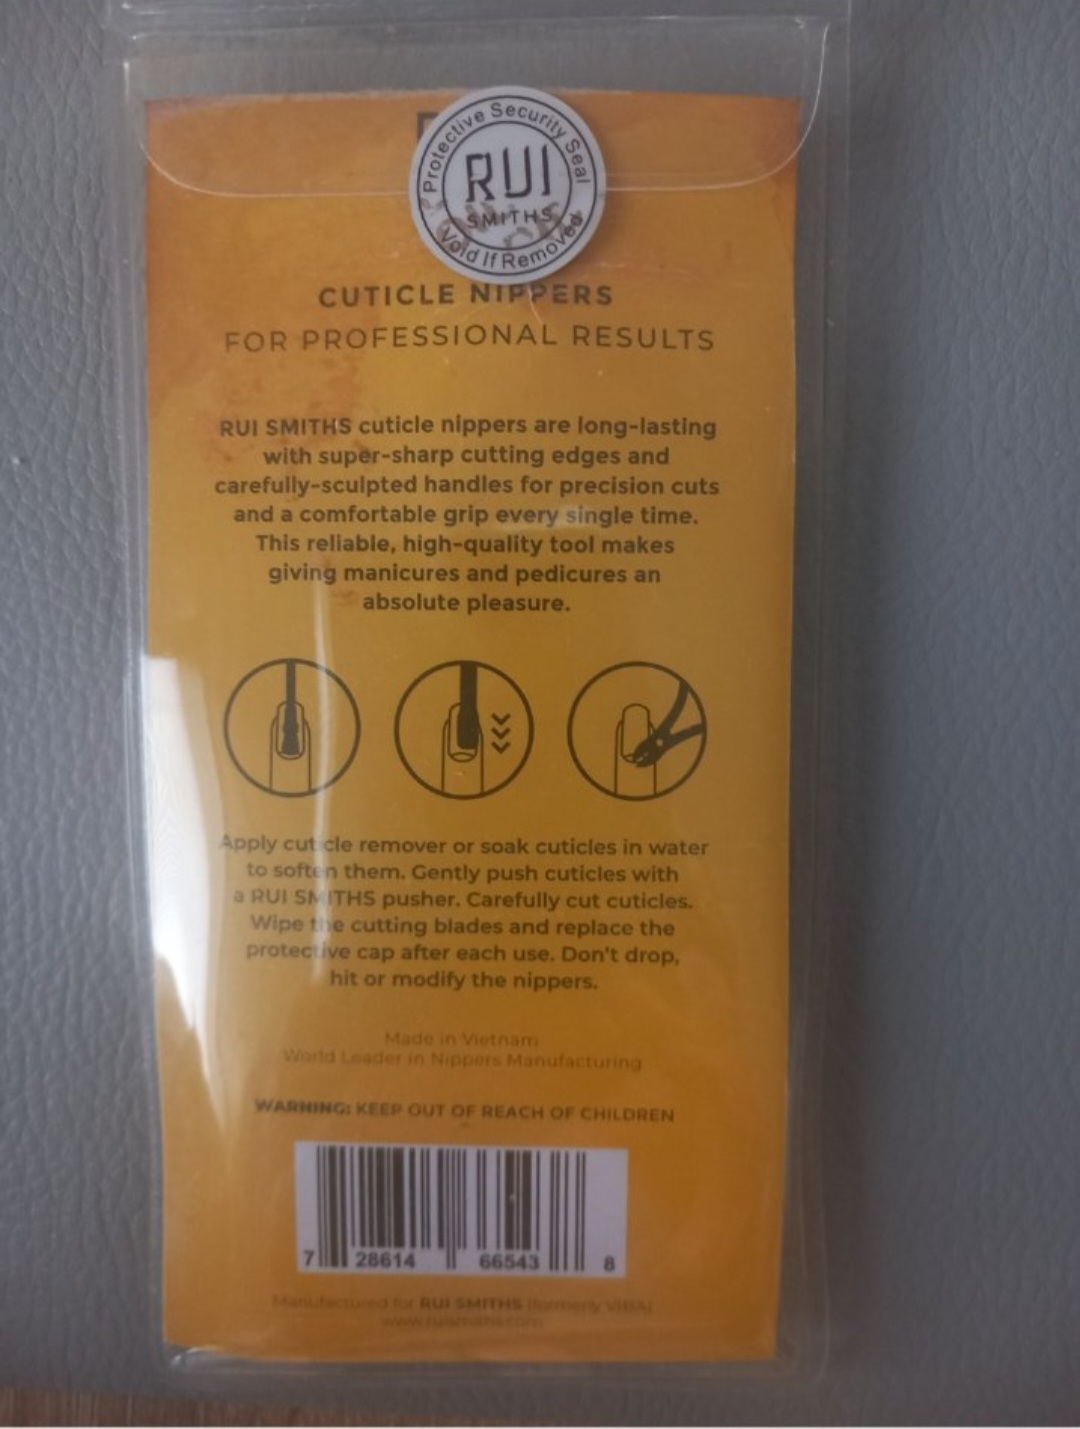 Protective Security Seal
RUI
SMITHS
Void If Removed
CUTICLE NIPPERS
FOR PROFESSIONAL RESULTS
RUI SMITHS cuticle nippers are long-lasting
with super-sharp cutting edges and
carefully-sculpted handles for precision cuts
and a comfortable grip every single time.
This reliable, high-quality tool makes
giving manicures and pedicures an
absolute pleasure.
Apply cuticle remover or soak cuticles in water
to soften them. Gently push cuticles with
a RUI SMITHS pusher. Carefully cut cuticles.
Wipe the cutting blades and replace the
protective cap after each use. Don't drop,
hit or modify the nippers.
Made in Vietnam
World Leader in Nippers Manufacturing
WARNING: KEEP OUT OF REACH OF CHILDREN
7 28614 66543 8
Manufactured for RUI SMITHS (formerly
www.ruismiths.com